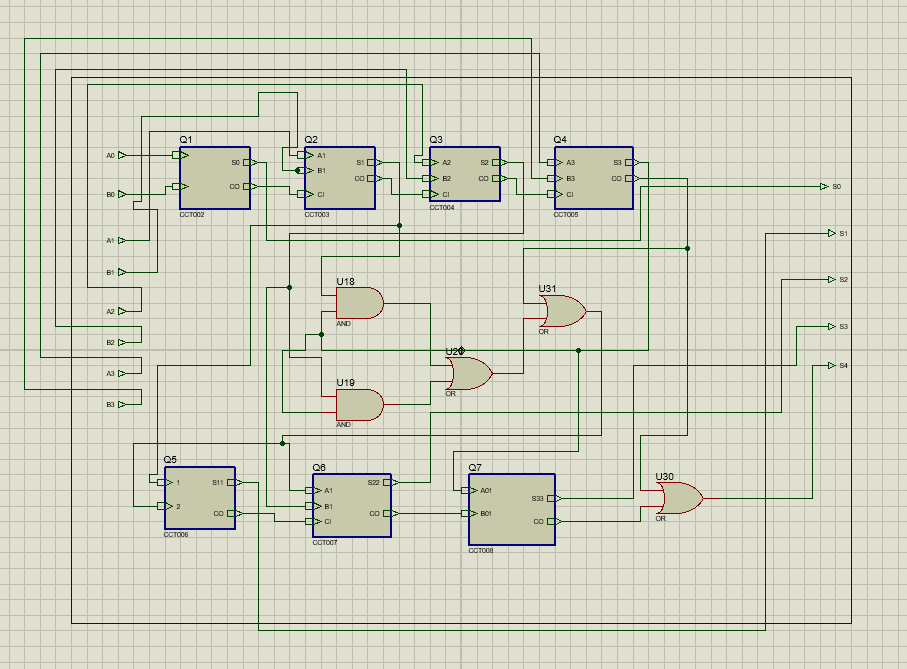 Q1
Q2
Q3
Q4
A0
S0
CO
A1
B1
CI
S1
CO
A2
B2
CI
S2
CO
A3
B3
CI
S3
CO
B0
CCT002
CCT003
CCT004
CCT005
S0
A1
S1
B1
S2
A2
U18
AND
U31
OR
S3
B2
U29
OR
S4
A3
U19
AND
B3
Q5
Q6
Q7
U30
OR
1
2
S11
CO
CCT006
A1
B1
CI
S22
CO
CCT007
A01
B01
S33
CO
CCT008